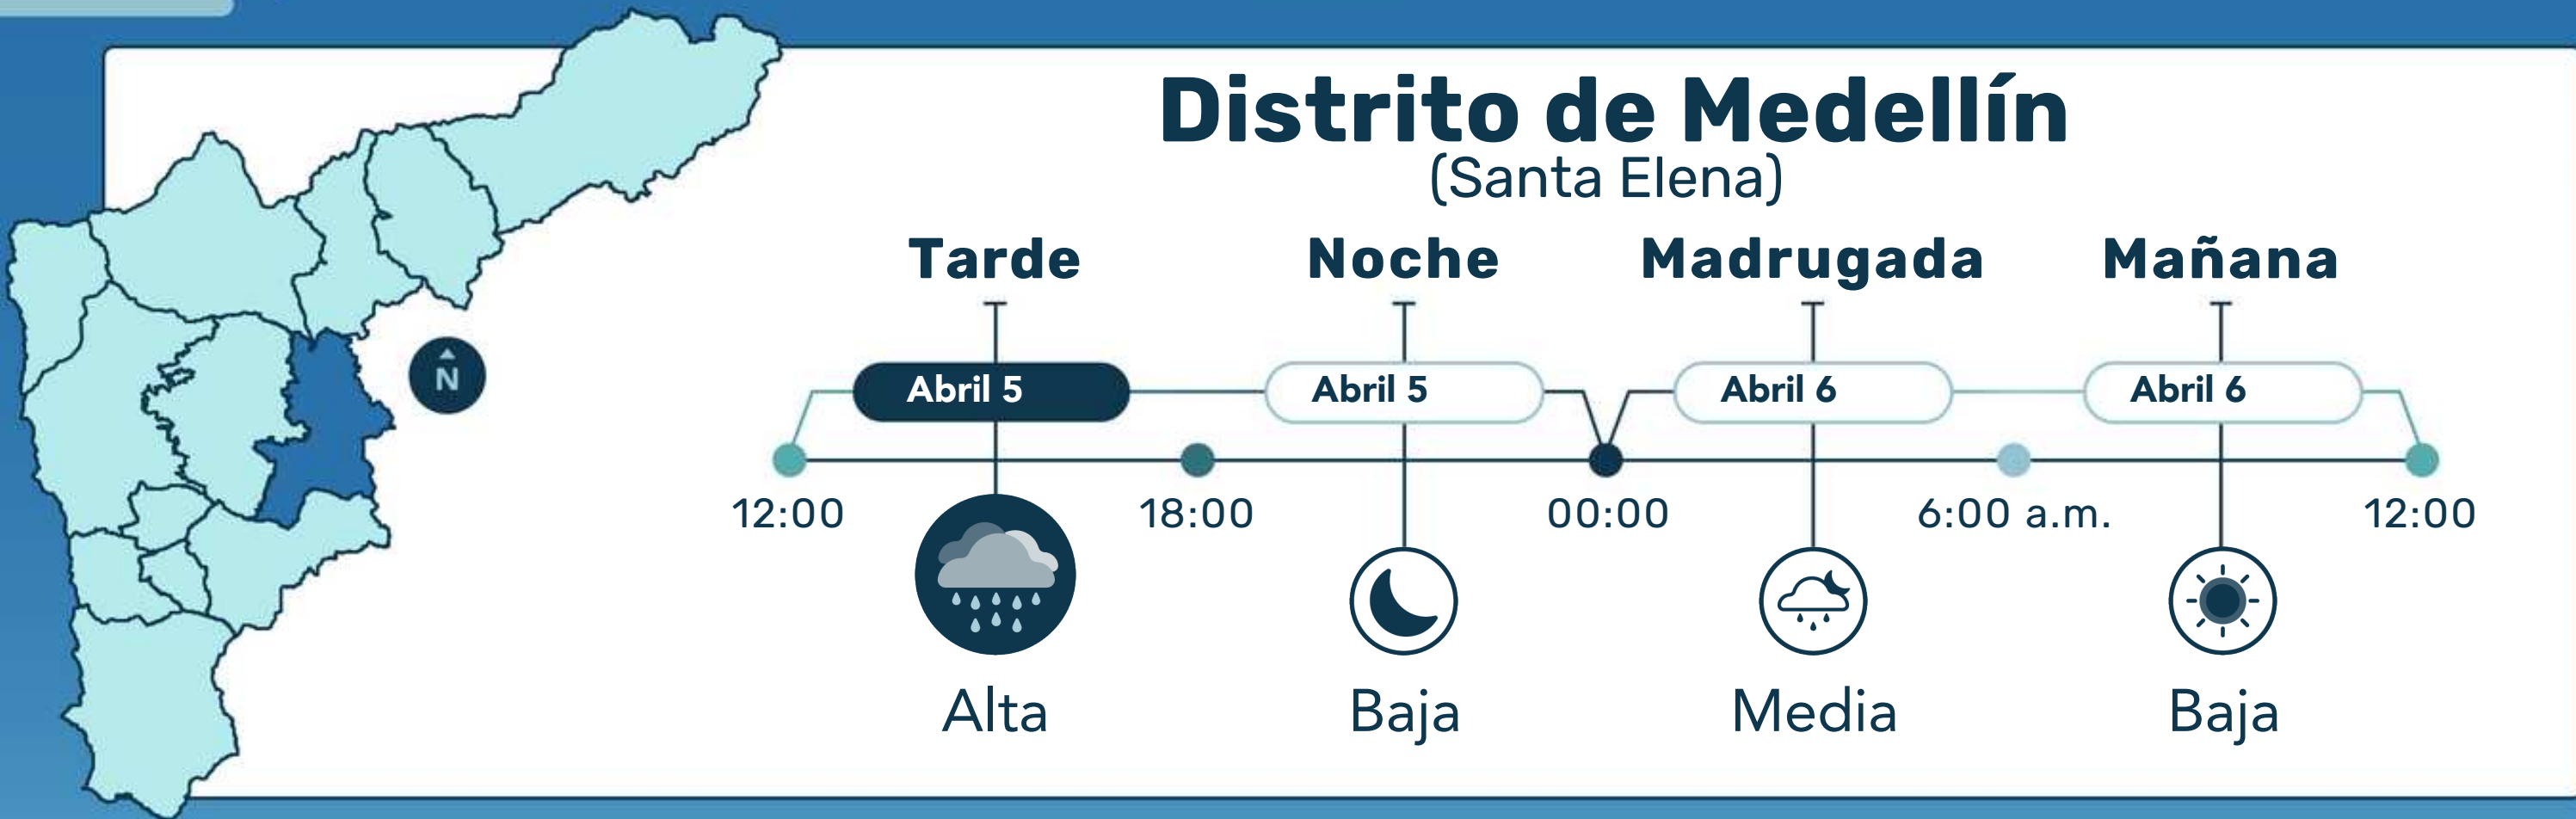 Distrito de Medellín
(Santa Elena)
Tarde Noche Madrugada Mañana
Abril 5 Abril 5 Abril 6 Abril 6
N
12:00 18:00 00:00 6:00 a.m. 12:00
Alta Baja Media Baja